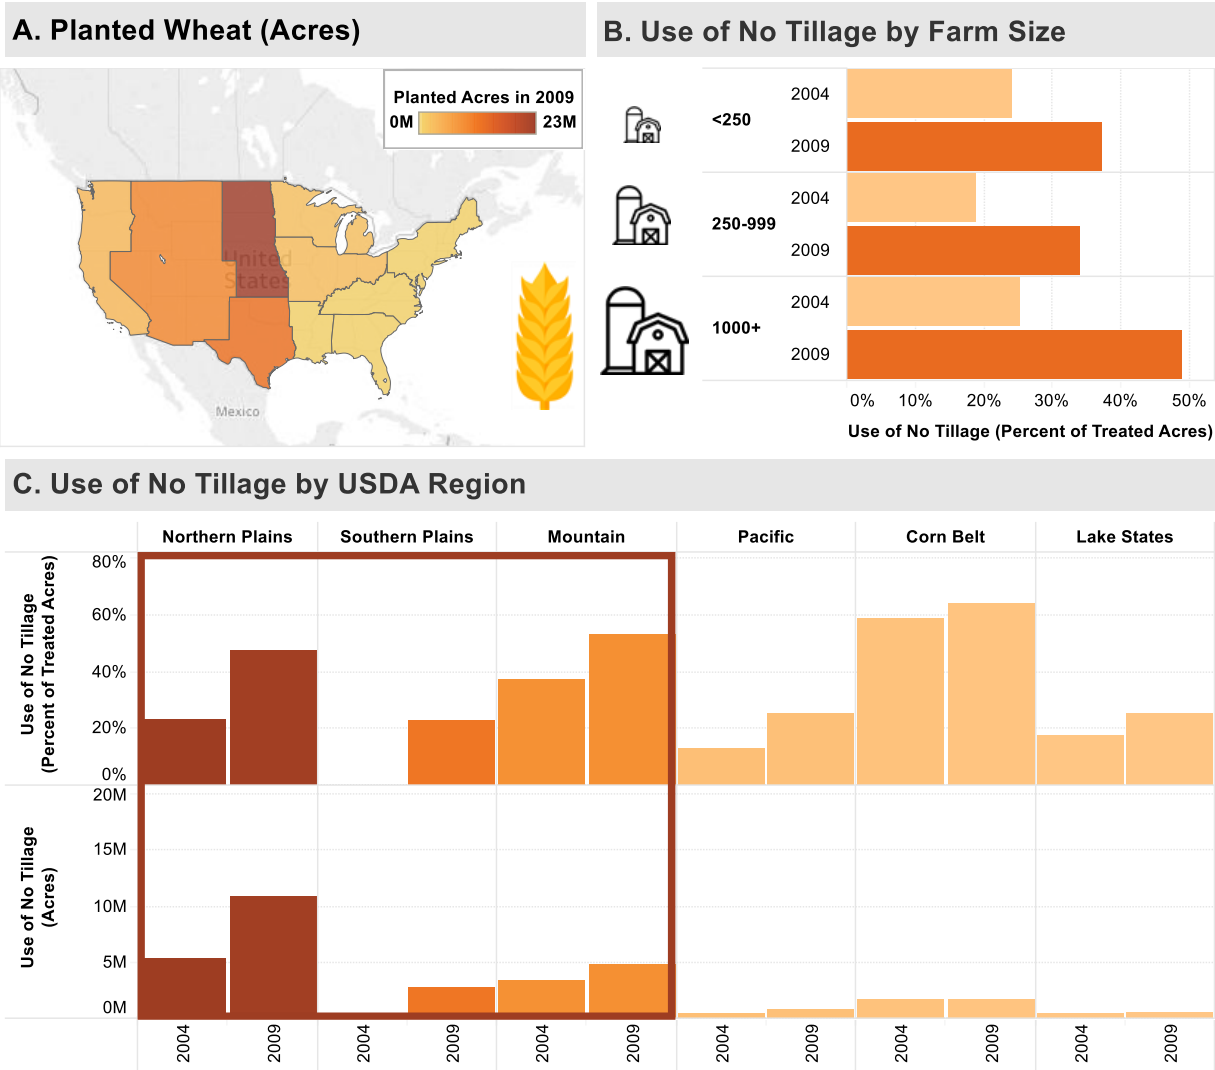 A. Planted Wheat (Acres)
Planted Acres in 2009
0M 23M
United
States
Mexico
B. Use of No Tillage by Farm Size
<250
2004
2009
250-999
2004
2009
1000+
2004
2009
0% 10% 20% 30% 40% 50%
Use of No Tillage (Percent of Treated Acres)
C. Use of No Tillage by USDA Region
Northern Plains Southern Plains Mountain Pacific Corn Belt Lake States
Use of No Tillage
(Percent of Treated Acres)
80%
60%
40%
20%
0%
Use of No Tillage
(Acres)
20M
15M
10M
5M
0M
2004 2009 2004 2009 2004 2009 2004 2009 2004 2009 2004 2009